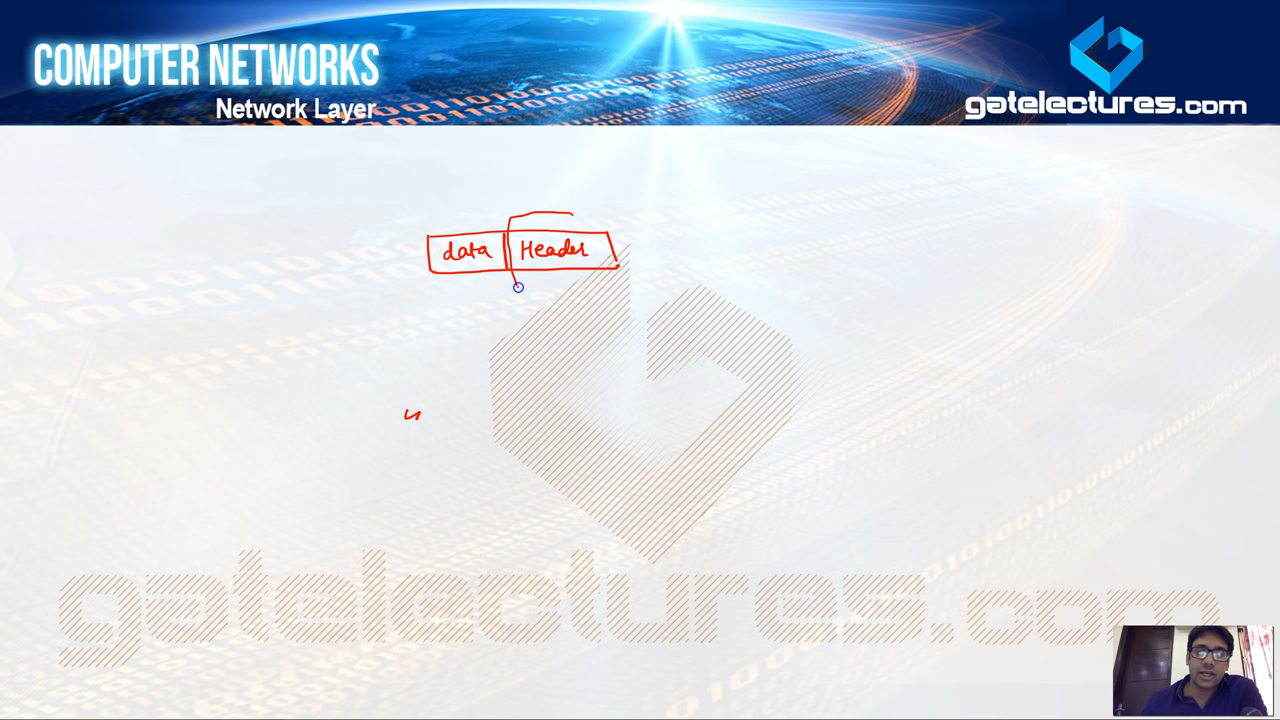 COMPUTER NETWORKS
Network Layer
gatelectures.com
data Header
gatelectures.com